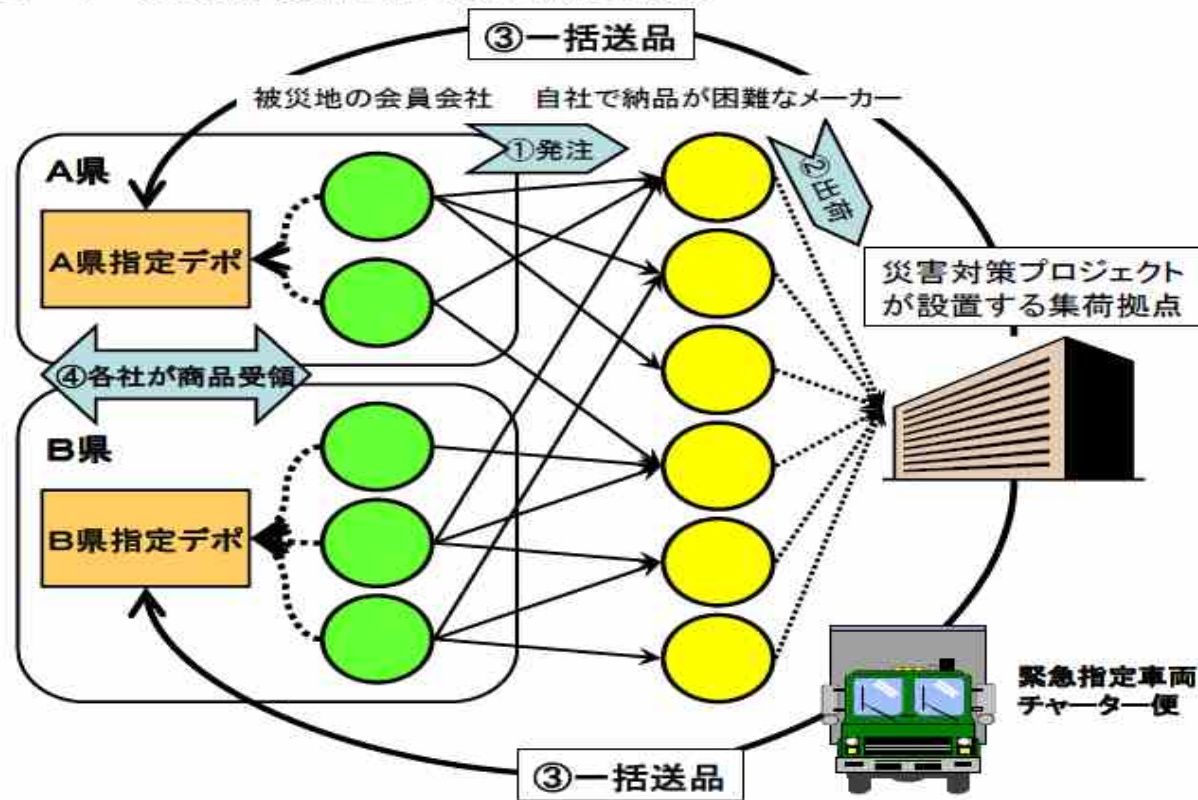 ③一括送品
被災地の会員会社
自社で納品が困難なメーカー
①発注
②出荷
A県
A県指定デポ
災害対策プロジェクト
が設置する集荷拠点
④各社が商品受領
B県
B県指定デポ
緊急指定車両
チャーター便
③一括送品